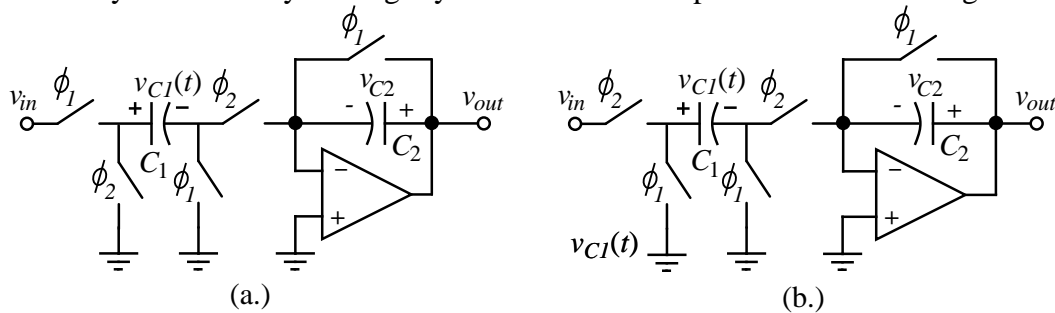 ϕ1
vin
ϕ1
+ vC1(t) −
ϕ2
C1
ϕ2
ϕ1
- vC2 +
C2
vout
−
+
(a.)
ϕ1
vin
ϕ2
+ vC1(t) −
ϕ2
C1
ϕ1
ϕ1
vC1(t)
- vC2 +
C2
vout
−
+
(b.)